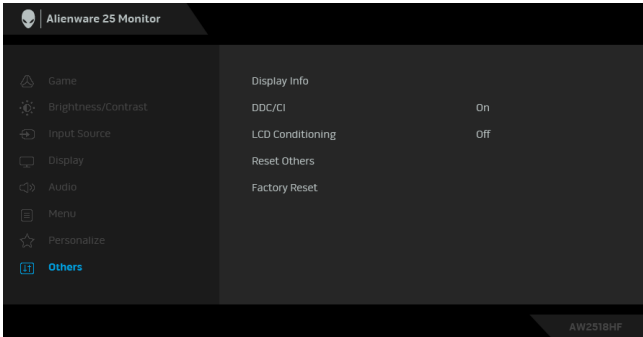 Alienware 25 Monitor
Game
Display Info
Brightness/Contrast
DDC/CI On
Input Source
LCD Conditioning Off
Display
Reset Others
Audio
Factory Reset
Menu
Personalize
Others
AW2518HF